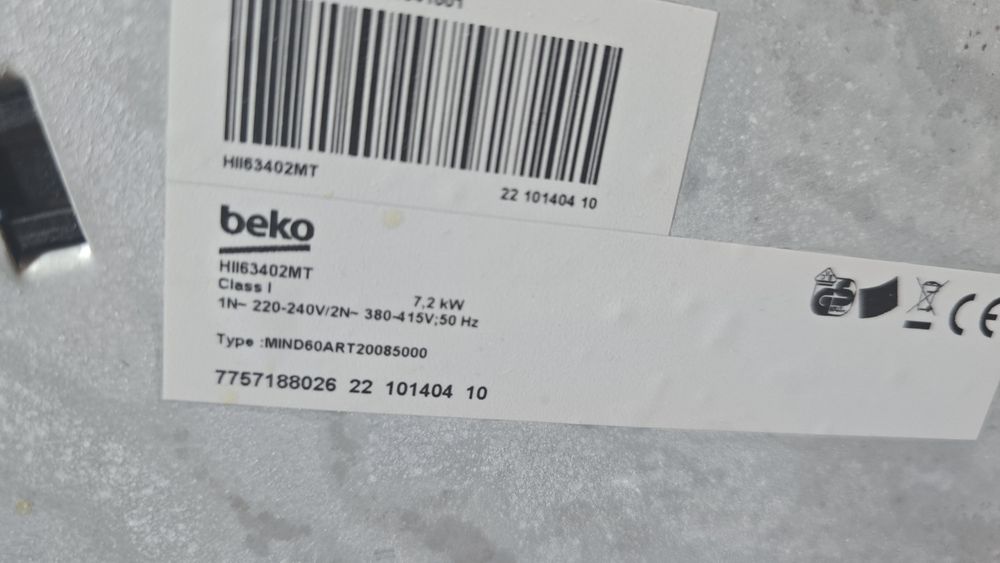 HII63402MT
22 101404 10
beko
HII63402MT
Class I
7,2 kW
1N~ 220-240V/2N~ 380-415V;50 Hz
Type :MIND60ART20085000
7757188026 22 101404 10
CE